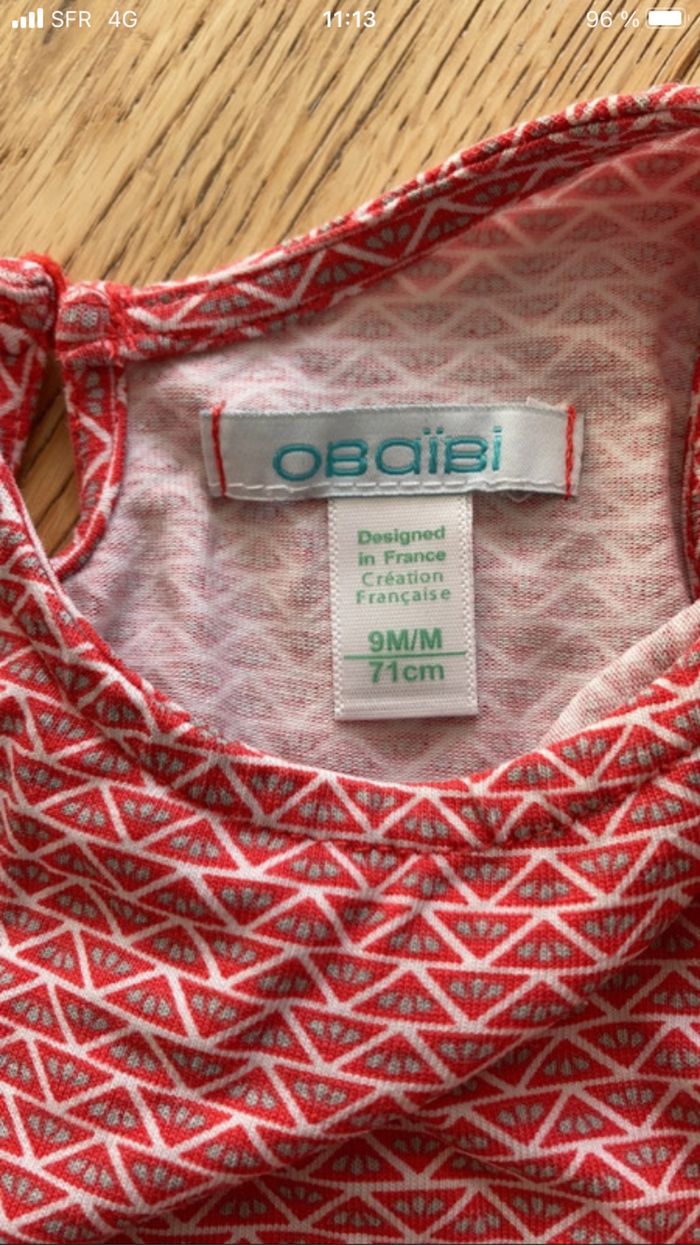 SFR 4G 11:13 96 %
OBaïBi
Designed
in France
Création
Française
9M/M
71cm